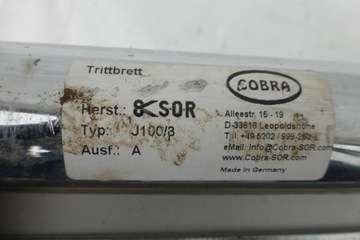 Trittbrett
COBRA
Herst.: SOR
Typ: J100/3
Ausf.: A
Alleestr. 15 - 19
D-33818 Leopoldshöhe
eMail: Info@Cobra-SOR.com
www.Cobra-SOR.com
Made in Germany